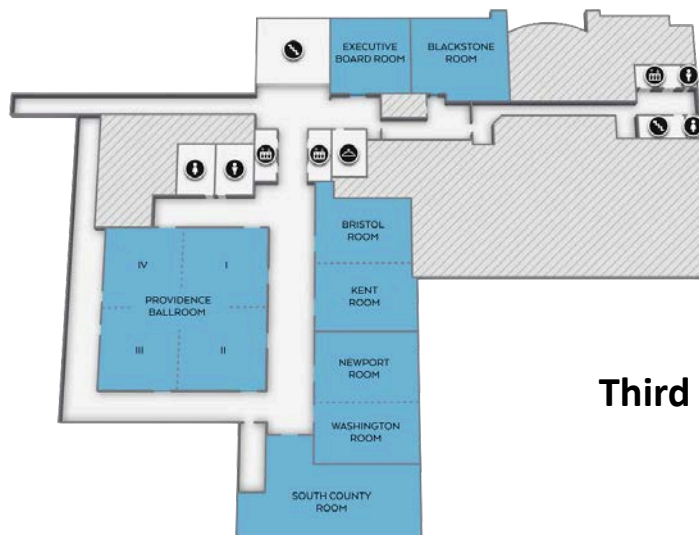 EXECUTIVE
BOARD ROOM
BLACKSTONE
ROOM
BRISTOL
ROOM
IV
I
PROVIDENCE
BALLROOM
III
II
KENT
ROOM
NEWPORT
ROOM
Third
WASHINGTON
ROOM
SOUTH COUNTY
ROOM